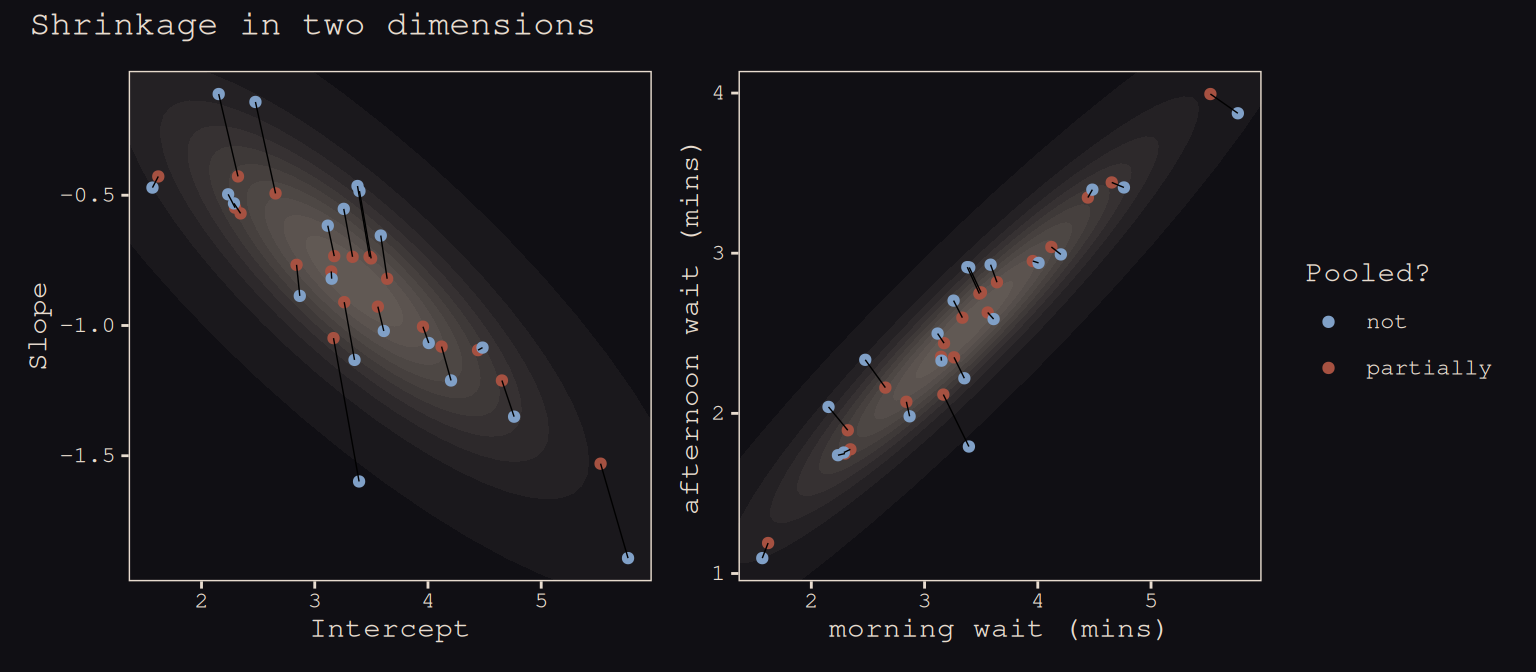 Shrinkage in two dimensions
Slope
−0.5
−1.0
−1.5
2 3 4 5
Intercept
afternoon wait (mins)
4
3
2
1
2 3 4 5
morning wait (mins)
Pooled?
not
partially